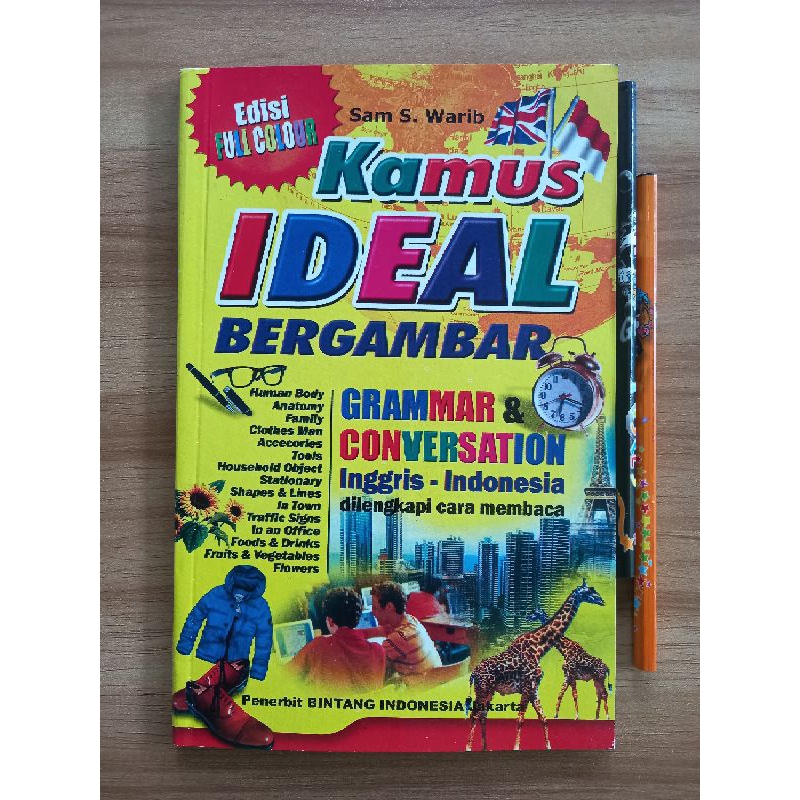 Edisi
FULL COLOUR
Sam S. Warib
Kamus
IDEAL
BERGAMBAR
Human Body
Anatomy
Family
Clothes Man
Accecories
Tools
Household Object
Stationary
Shapes & Lines
In Town
Traffic Signs
In an Office
Foods & Drinks
Fruits & Vegetables
Flowers
GRAMMAR &
CONVERSATION
Inggris - Indonesia
dilengkapi cara membaca
Penerbit BINTANG INDONESIA Jakarta